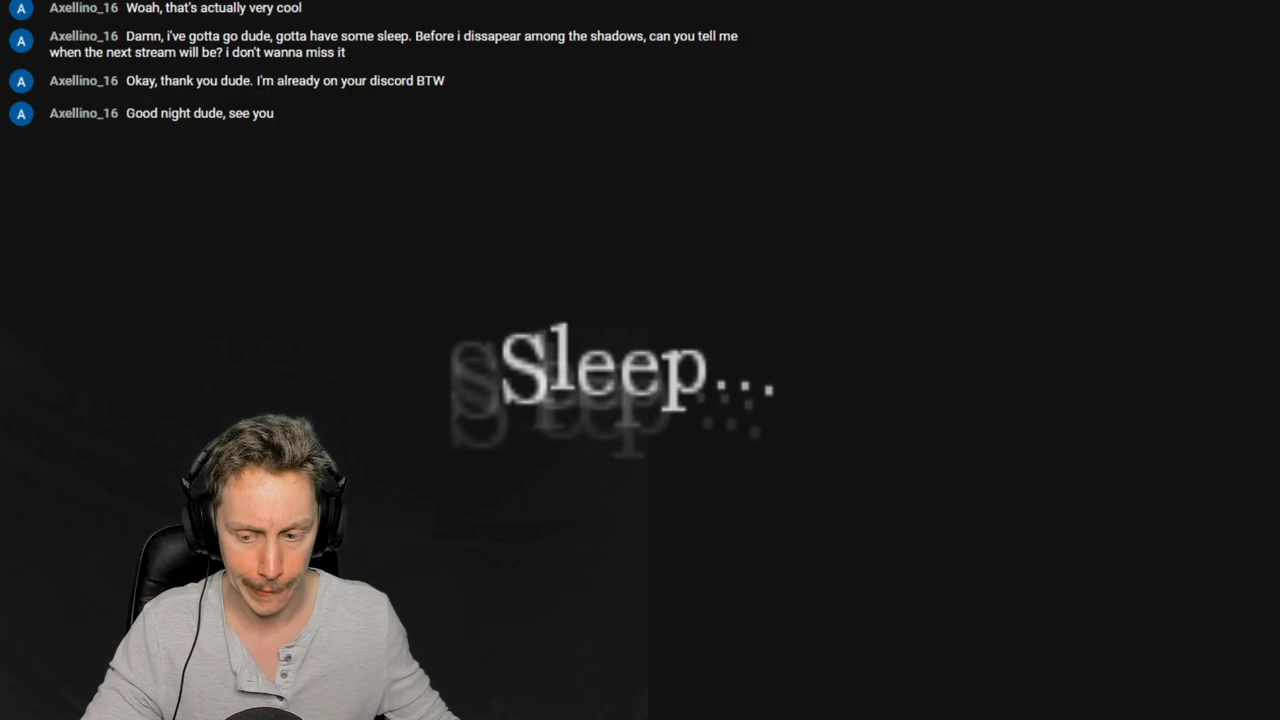 A Axellino_16 Woah, that's actually very cool
A Axellino_16 Damn, i've gotta go dude, gotta have some sleep. Before i dissapear among the shadows, can you tell me
when the next stream will be? i don't wanna miss it
A Axellino_16 Okay, thank you dude. I'm already on your discord BTW
A Axellino_16 Good night dude, see you
Sleep...